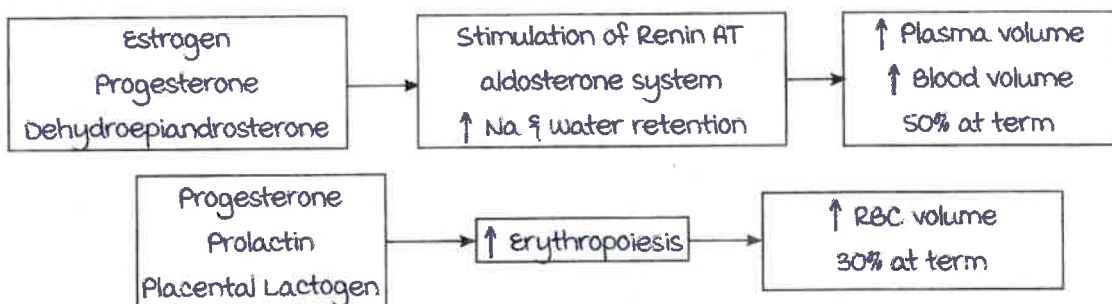 Estrogen
Progesterone
Dehydroepiandrosterone
Stimulation of Renin AT
aldosterone system
↑ Na & water retention
↑ Plasma volume
↑ Blood volume
50% at term
Progesterone
Prolactin
Placental Lactogen
↑ Erythropoiesis
↑ RBC volume
30% at term